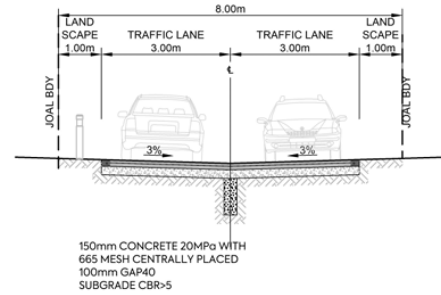 8.00m
LAND
SCAPE
1.00m
TRAFFIC LANE
3.00m
TRAFFIC LANE
3.00m
LAND
SCAPE
1.00m
℄
JOAL BDY
JOAL BDY
3%
3%
150mm CONCRETE 20MPa WITH
665 MESH CENTRALLY PLACED
100mm GAP40
SUBGRADE CBR>5